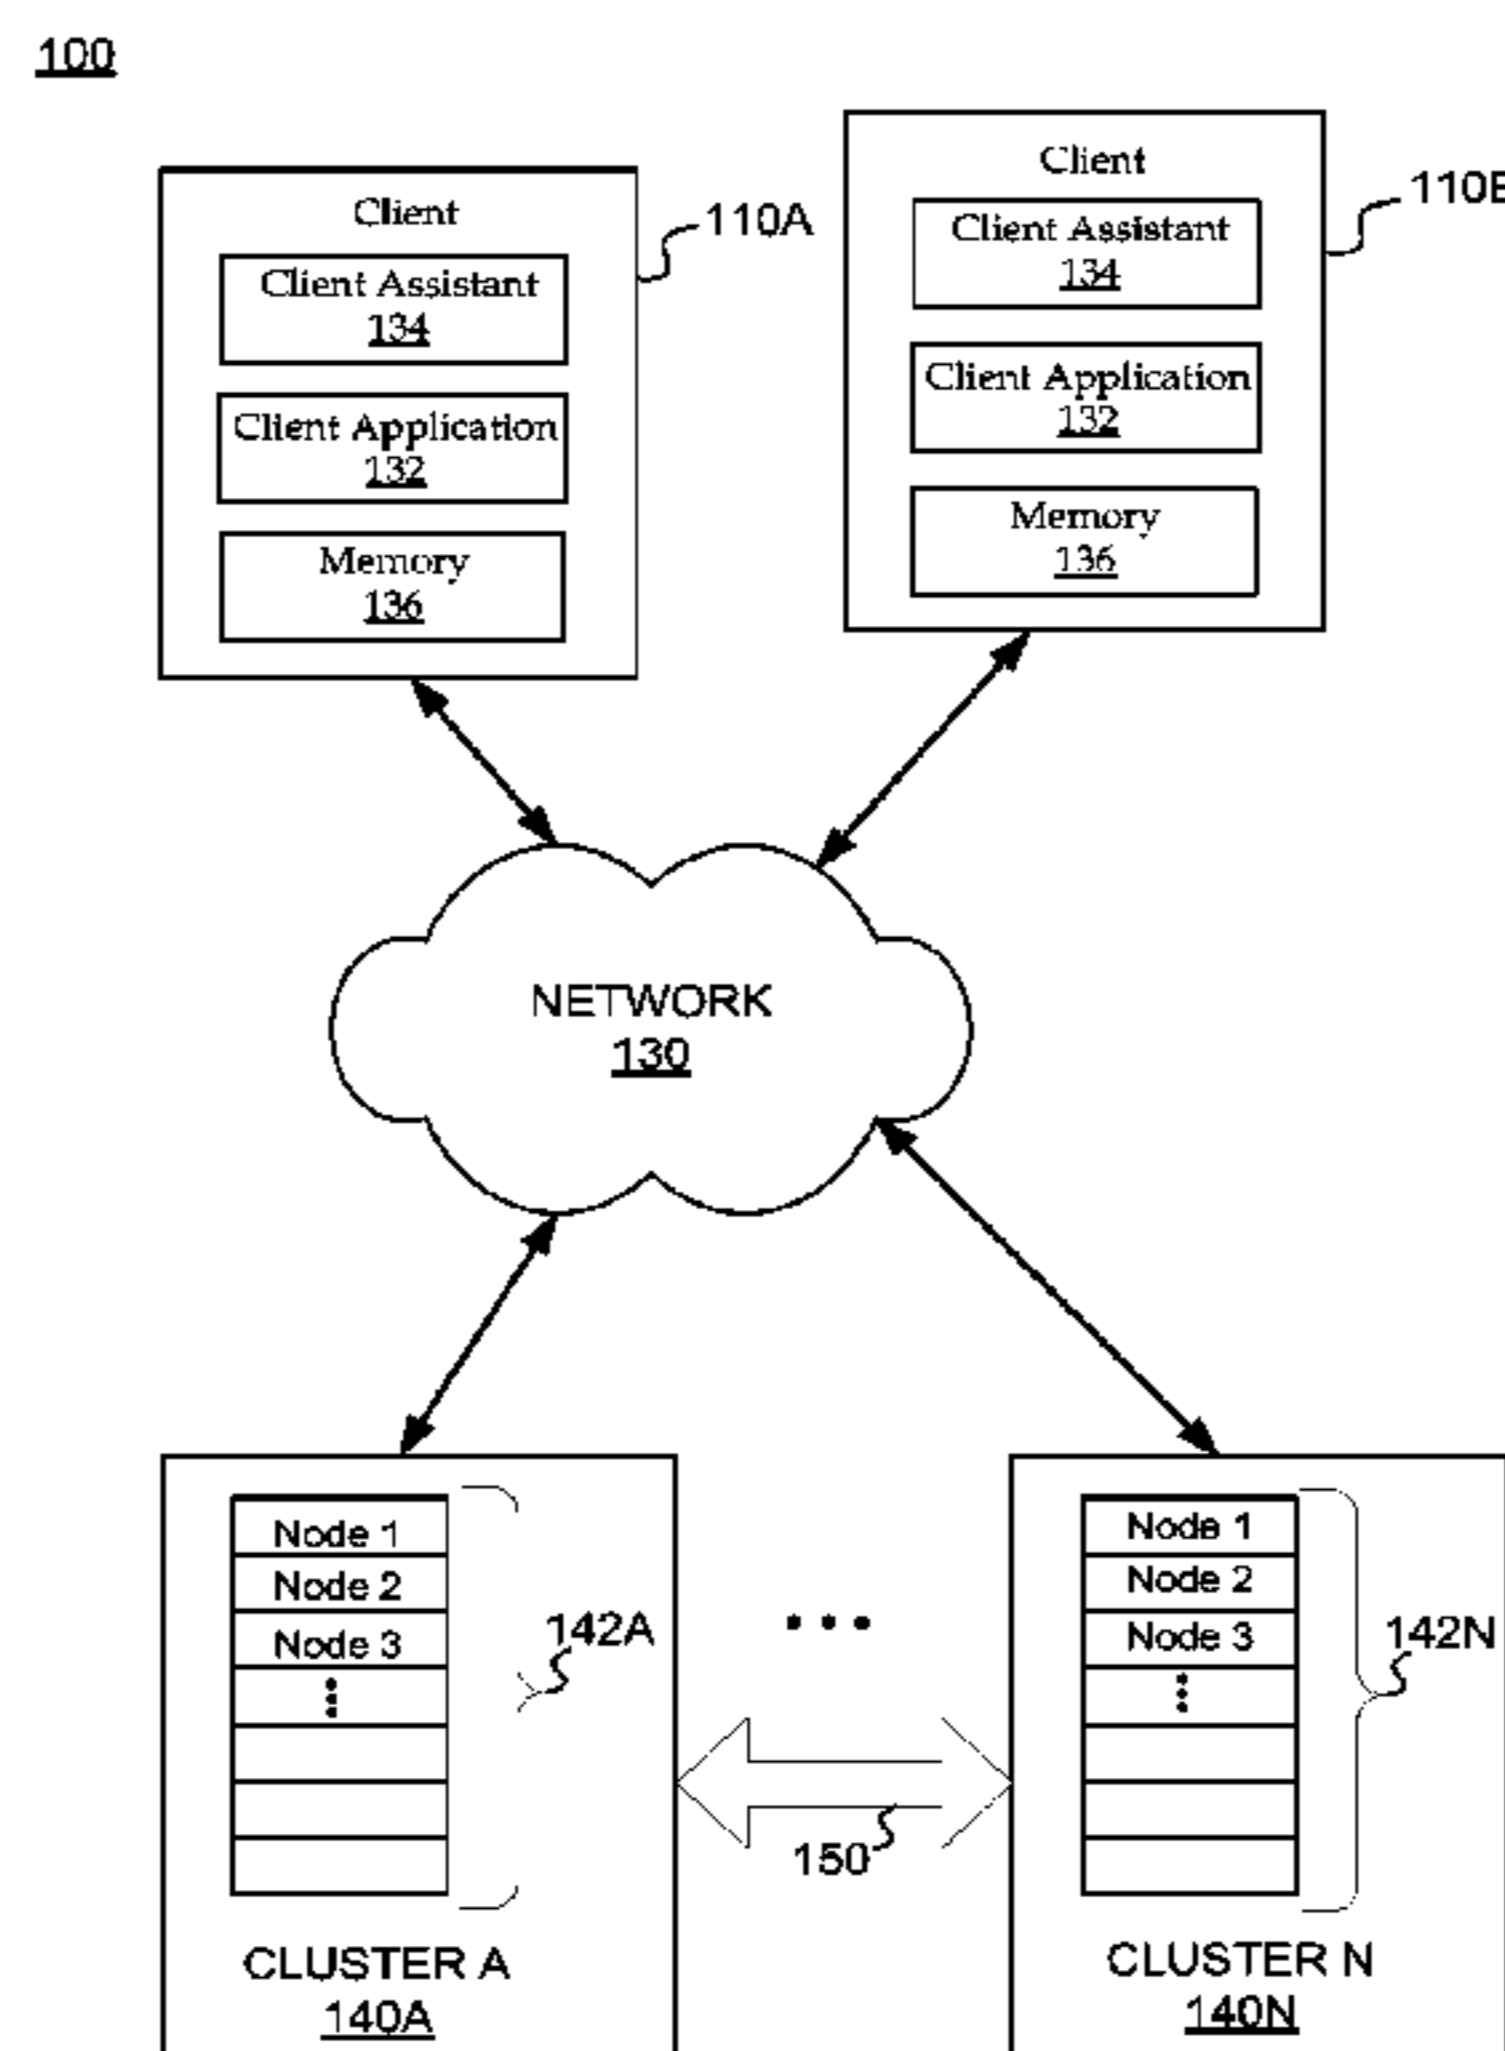 100
Client
Client Assistant
134
Client Application
132
Memory
136
110A
Client
Client Assistant
134
Client Application
132
Memory
136
110B
NETWORK
130
Node 1
Node 2
Node 3
142A
CLUSTER A
140A
150
Node 1
Node 2
Node 3
142N
CLUSTER N
140N